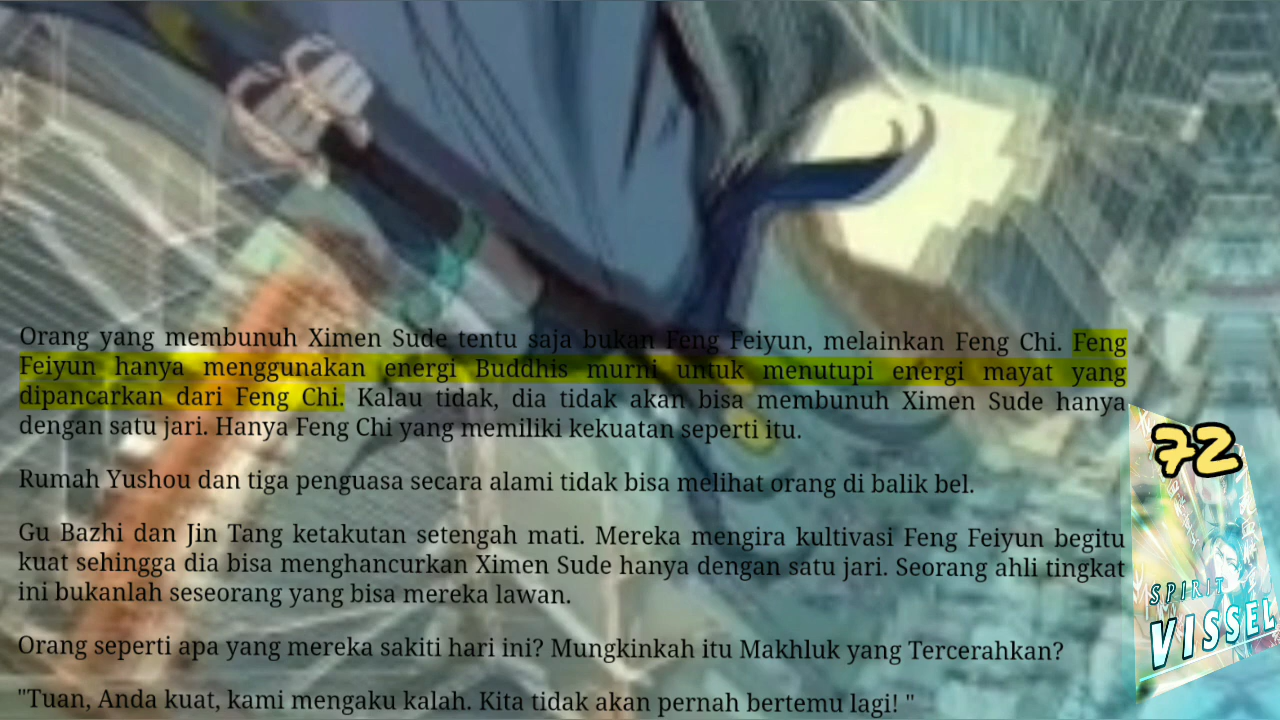 Orang yang membunuh Ximen Sude tentu saja bukan Feng Feiyun, melainkan Feng Chi. Feng
Feiyun hanya menggunakan energi Buddhis murni untuk menutupi energi mayat yang
dipancarkan dari Feng Chi. Kalau tidak, dia tidak akan bisa membunuh Ximen Sude hanya
dengan satu jari. Hanya Feng Chi yang memiliki kekuatan seperti itu.
Rumah Yushou dan tiga penguasa secara alami tidak bisa melihat orang di balik bel.
Gu Bazhi dan Jin Tang ketakutan setengah mati. Mereka mengira kultivasi Feng Feiyun begitu
kuat sehingga dia bisa menghancurkan Ximen Sude hanya dengan satu jari. Seorang ahli tingkat
ini bukanlah seseorang yang bisa mereka lawan.
Orang seperti apa yang mereka sakiti hari ini? Mungkinkah itu Makhluk yang Tercerahkan?
"Tuan, Anda kuat, kami mengaku kalah. Kita tidak akan pernah bertemu lagi! "
72
SPIRIT
VISSEL